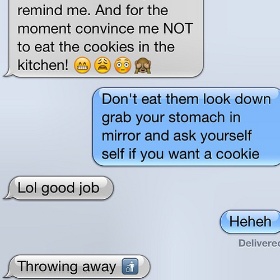 remind me. And for the
moment convince me NOT
to eat the cookies in the
kitchen! 😁😩😳🙈
Don't eat them look down
grab your stomach in
mirror and ask yourself
self if you want a cookie
Lol good job
Heheh
Delivered
Throwing away 🚮